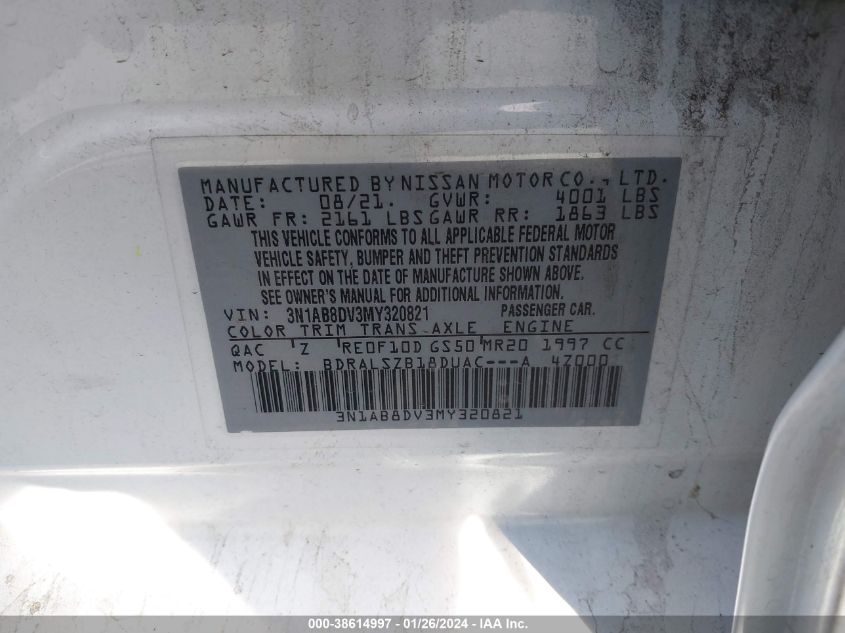 MANUFACTURED BY NISSAN MOTOR CO., LTD.
DATE: 08/21. GVWR: 4001 LBS
GAWR FR: 2161 LBS GAWR RR: 1863 LBS
THIS VEHICLE CONFORMS TO ALL APPLICABLE FEDERAL MOTOR
VEHICLE SAFETY, BUMPER AND THEFT PREVENTION STANDARDS
IN EFFECT ON THE DATE OF MANUFACTURE SHOWN ABOVE.
SEE OWNER'S MANUAL FOR ADDITIONAL INFORMATION.
VIN: 3N1AB8DV3MY320821 PASSENGER CAR.
COLOR TRIM TRANS AXLE ENGINE
QAC Z RE0F10D GS50 MR20 1997 CC
MODEL: BDRALSZB18DUAC---A 47000
3N1AB8DV3MY320821
000-38614997 - 01/26/2024 - IAA Inc.